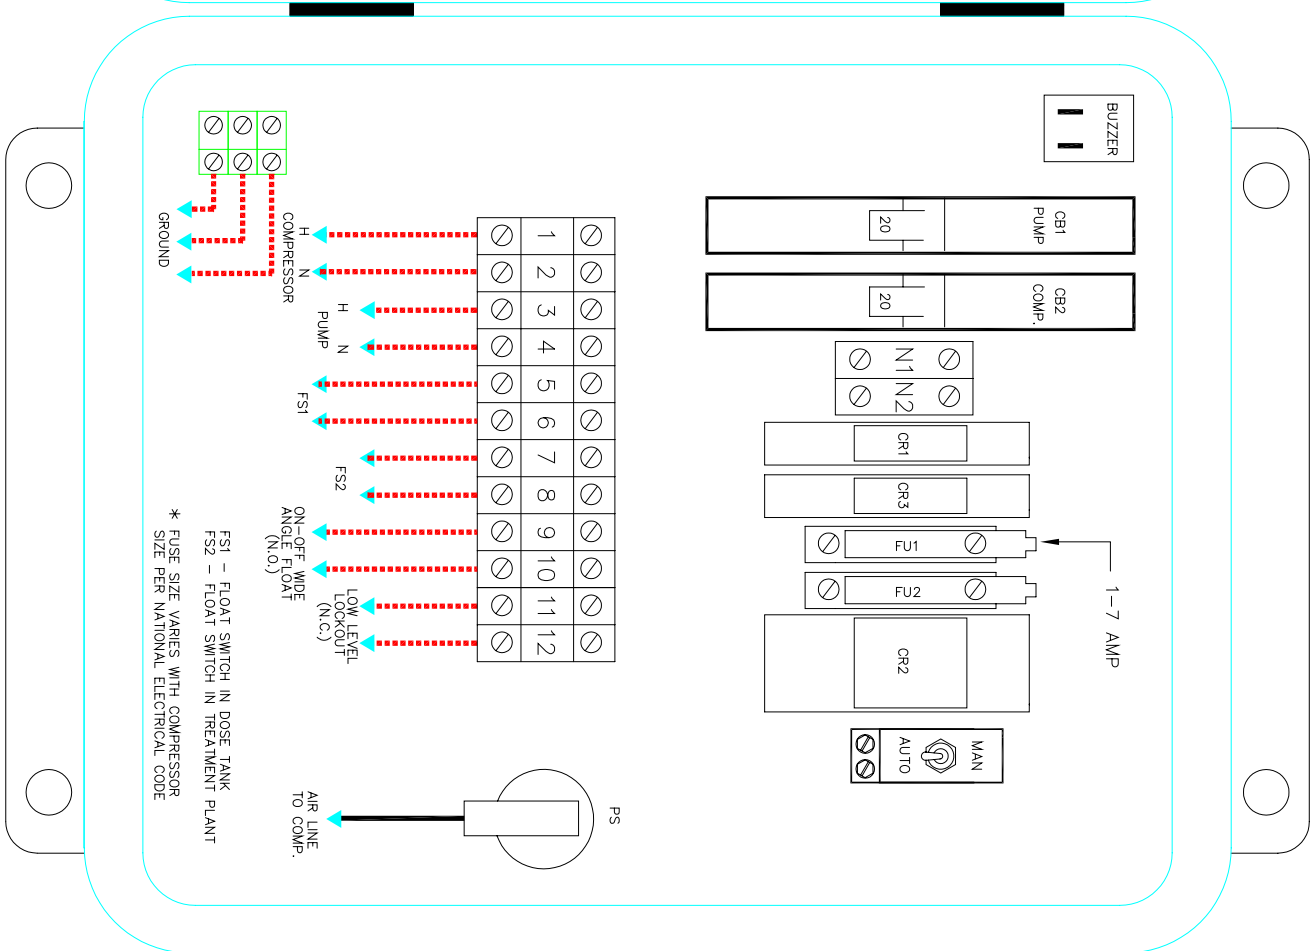 BUZZER
CB1
PUMP
20
CB2
COMP.
20
N1
N2
CR1
CR3
FU1
FU2
1-7 AMP
CR2
MAN
AUTO
1
2
3
4
5
6
7
8
9
10
11
12
H
N
COMPRESSOR
H
N
PUMP
FS1
FS2
ON-OFF WIDE
ANGLE FLOAT
(N.O.)
LOW LEVEL
LOCKOUT
(N.C.)
GROUND
PS
AIR LINE
TO COMP.
FS1 - FLOAT SWITCH IN DOSE TANK
FS2 - FLOAT SWITCH IN TREATMENT PLANT
* FUSE SIZE VARIES WITH COMPRESSOR
SIZE PER NATIONAL ELECTRICAL CODE